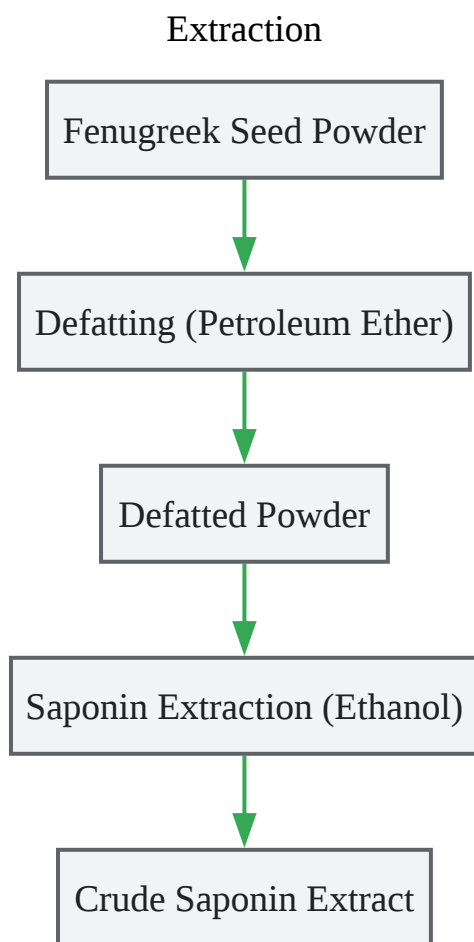 Extraction
Fenugreek Seed Powder
Defatting (Petroleum Ether)
Defatted Powder
Saponin Extraction (Ethanol)
Crude Saponin Extract